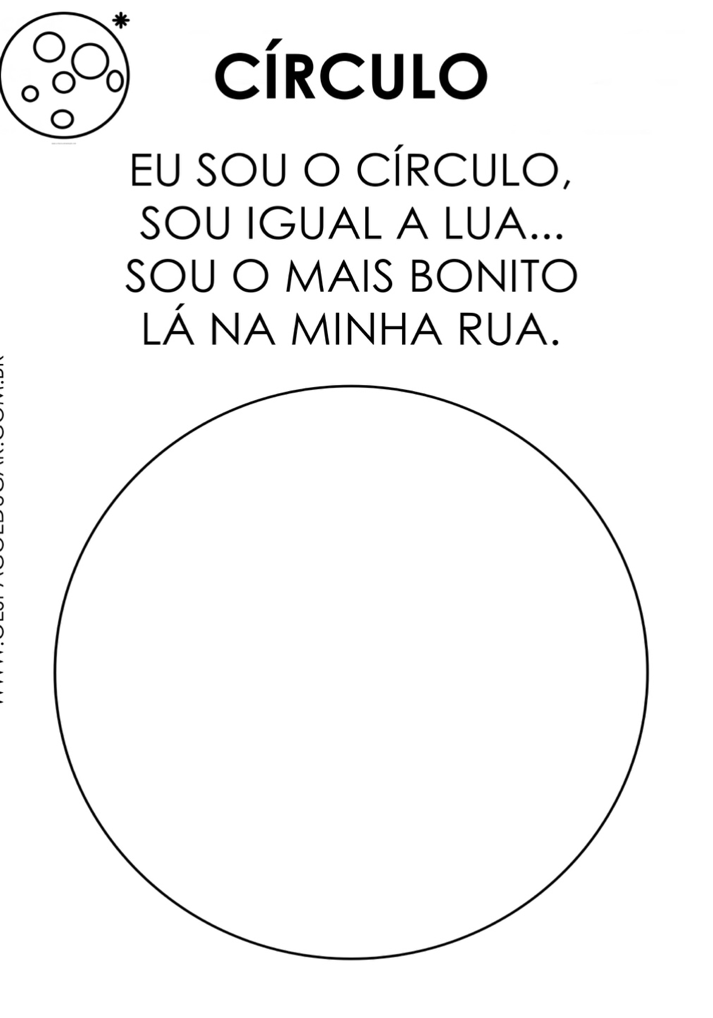 CÍRCULO
EU SOU O CÍRCULO,
SOU IGUAL A LUA...
SOU O MAIS BONITO
LÁ NA MINHA RUA.